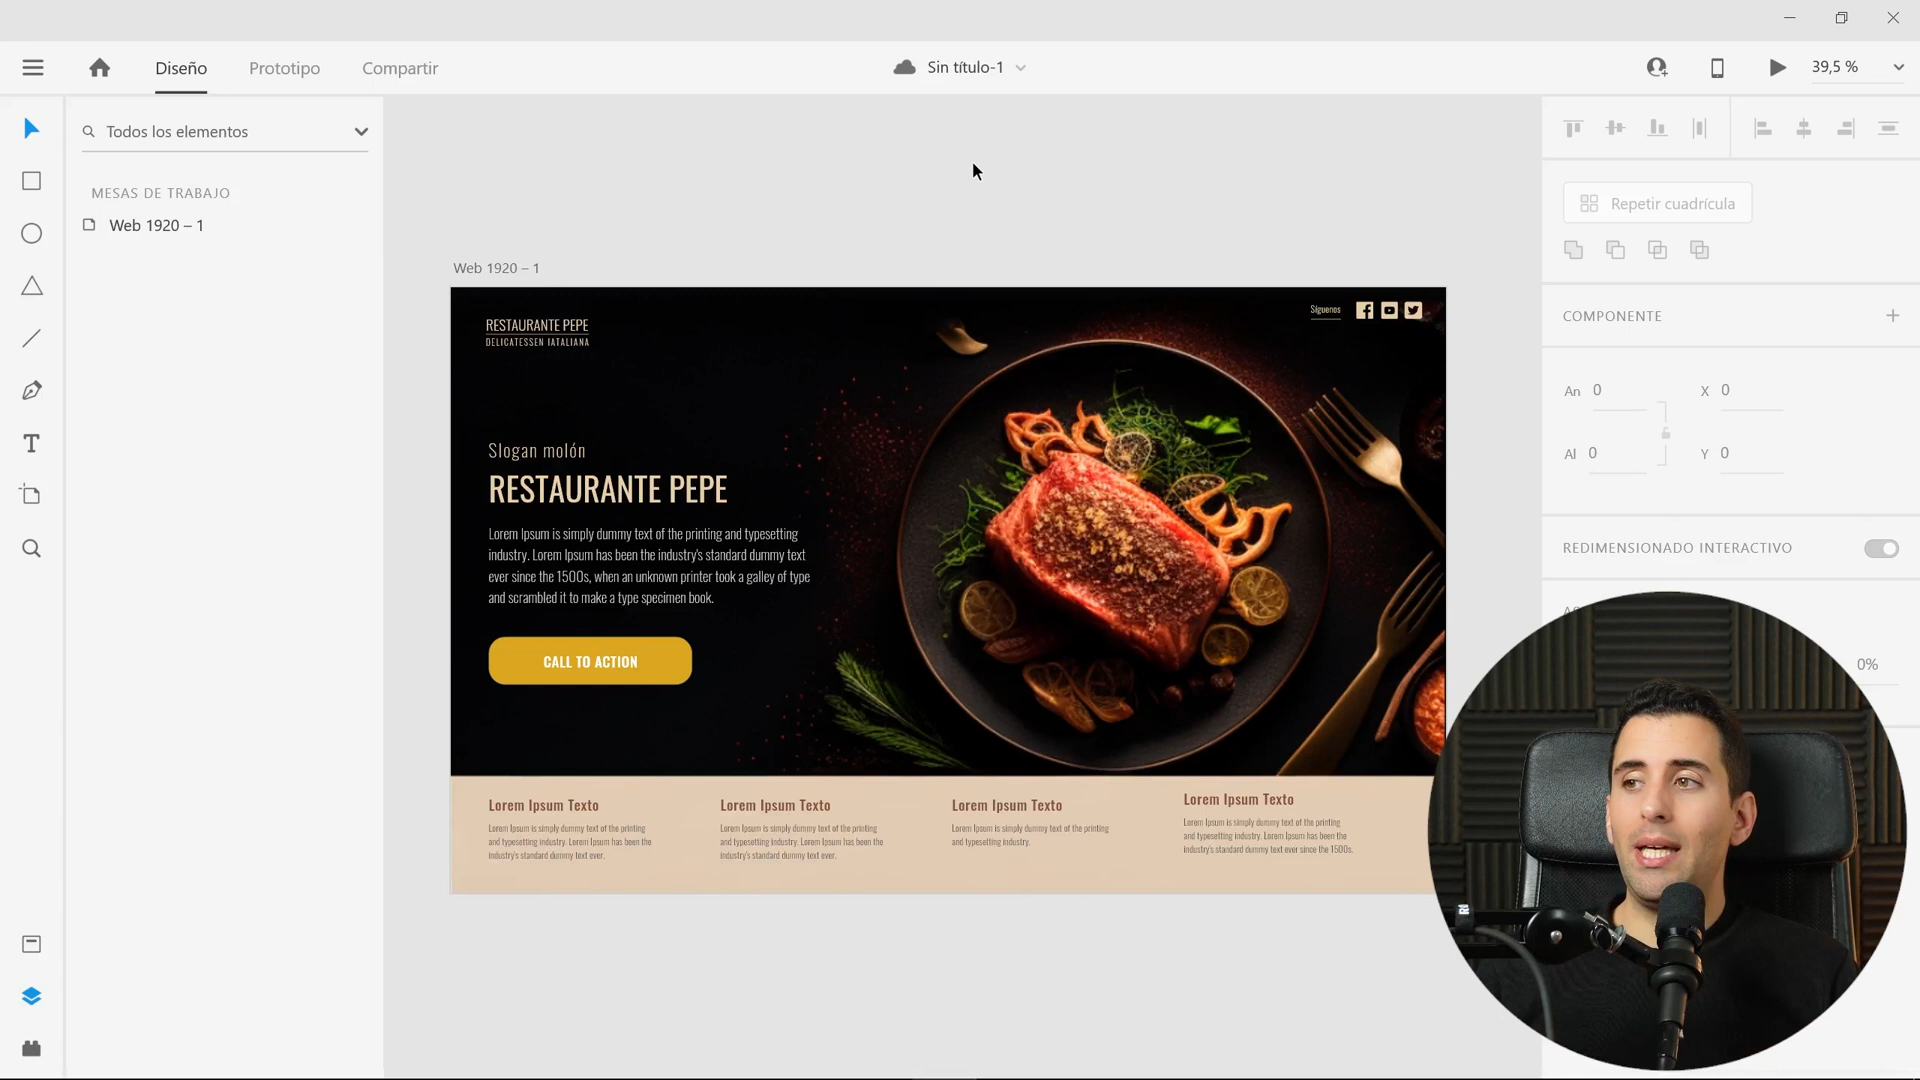 Diseño
Prototipo
Compartir
Sin título-1
39,5 %
Todos los elementos
MESAS DE TRABAJO
Web 1920 – 1
Web 1920 – 1
RESTAURANTE PEPE
DELICATESSEN IATALIANA
Síguenos
Slogan molón
RESTAURANTE PEPE
Lorem Ipsum is simply dummy text of the printing and typesetting
industry. Lorem Ipsum has been the industry's standard dummy text
ever since the 1500s, when an unknown printer took a galley of type
and scrambled it to make a type specimen book.
CALL TO ACTION
Lorem Ipsum Texto
Lorem Ipsum is simply dummy text of the printing
and typesetting industry. Lorem Ipsum has been the
industry's standard dummy text ever.
Lorem Ipsum Texto
Lorem Ipsum is simply dummy text of the printing
and typesetting industry. Lorem Ipsum has been the
industry's standard dummy text ever.
Lorem Ipsum Texto
Lorem Ipsum is simply dummy text of the printing
and typesetting industry.
Lorem Ipsum Texto
Lorem Ipsum is simply dummy text of the printing
and typesetting industry. Lorem Ipsum has been the
industry's standard dummy text ever since the 1500s.
Repetir cuadrícula
COMPONENTE
An 0
X 0
Al 0
Y 0
REDIMENSIONADO INTERACTIVO
0%